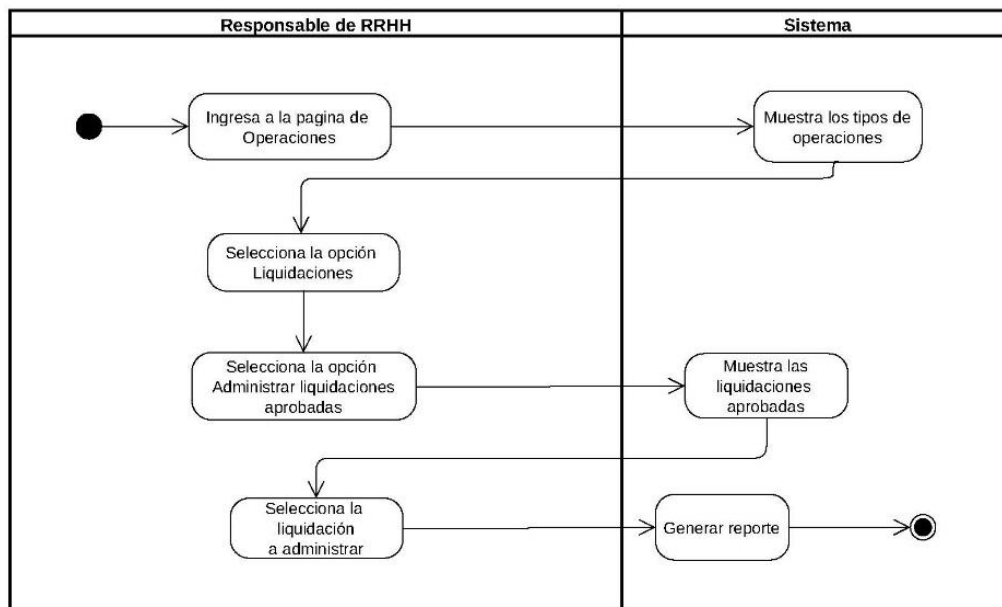 Responsable de RRHH
Sistema
Ingresa a la pagina de
Operaciones
Muestra los tipos de
operaciones
Selecciona la opción
Liquidaciones
Selecciona la opción
Administrar liquidaciones
aprobadas
Muestra las
liquidaciones
aprobadas
Selecciona la
liquidación
a administrar
Generar reporte